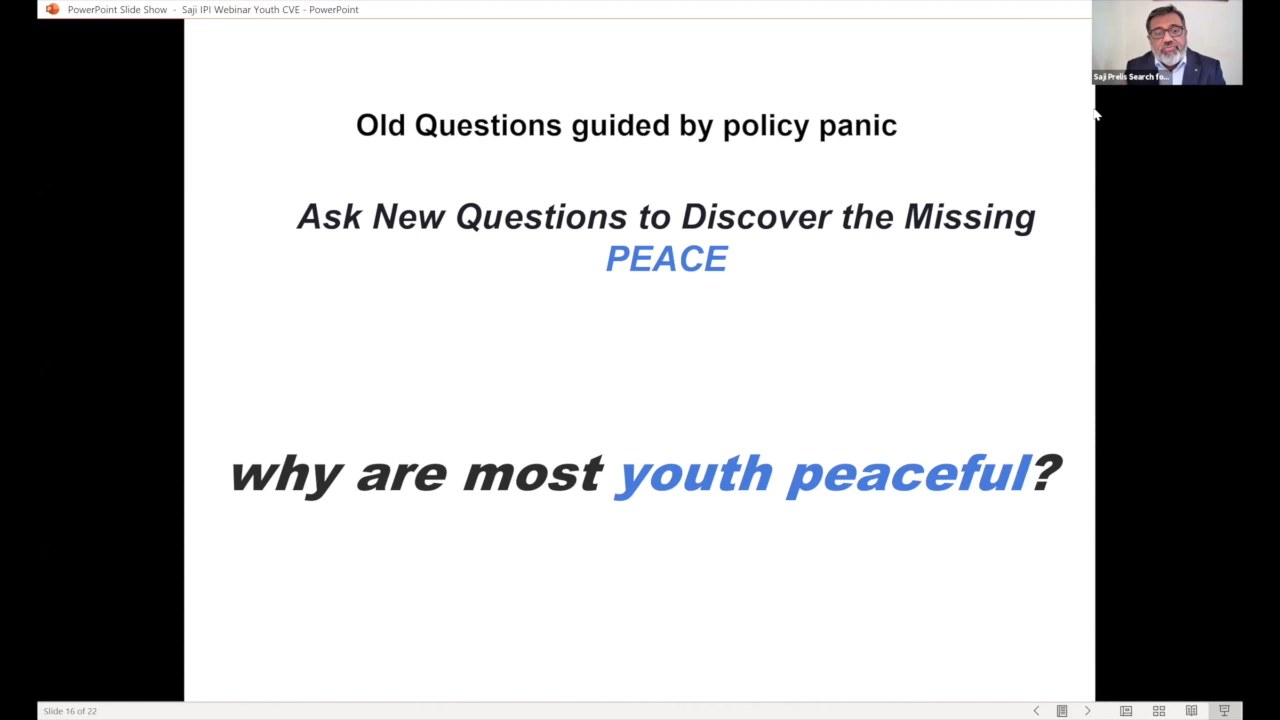 PowerPoint Slide Show - Saji IPI Webinar Youth CVE - PowerPoint
Saji Prelis Search fo...
Old Questions guided by policy panic
Ask New Questions to Discover the Missing
PEACE
why are most youth peaceful?
Slide 16 of 22